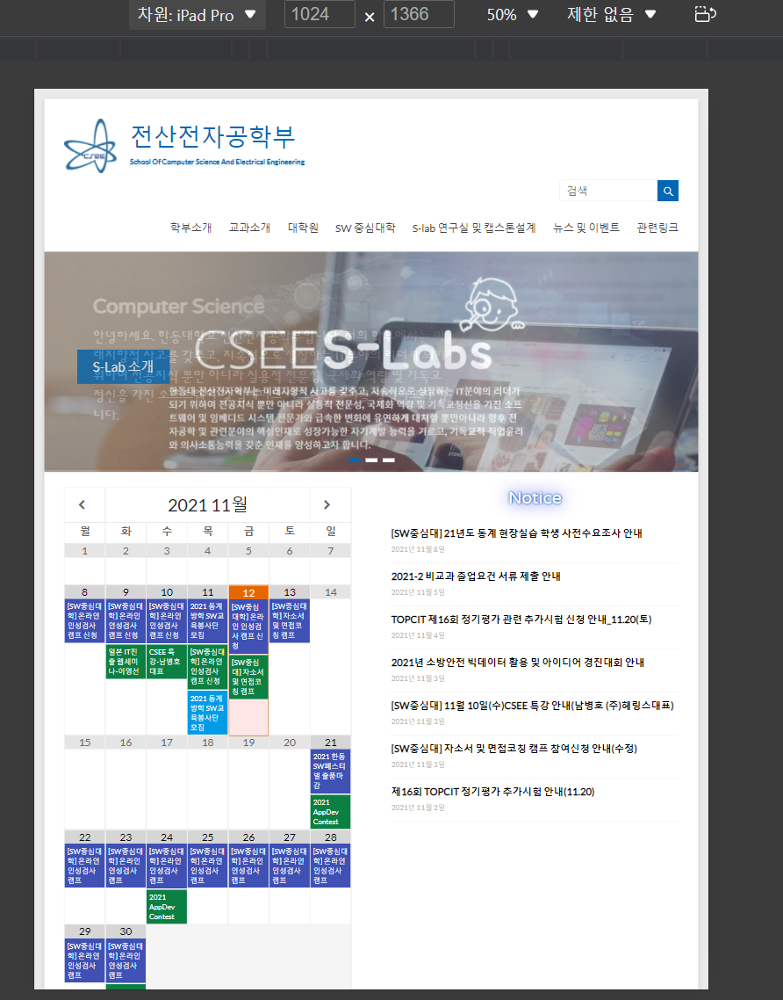 차원: iPad Pro ▼ 1024 × 1366 50% ▼ 제한 없음 ▼
전산전자공학부
CSEE
School Of Computer Science And Electrical Engineering
검색
학부소개 교과소개 대학원 SW 중심대학 S-lab 연구실 및 캡스톤설계 뉴스 및 이벤트 관련링크
Computer Science
CSEE S-Labs
S-Lab 소개
한동대 전산전자학부는 미래지향적 사고를 갖추고, 지속적으로 성장하는 IT분야의 리더가
되기 위하여 전공지식 뿐만 아니라 실용적 전문성, 국제화 역량 및 기독교정신을 가진 소프
트웨어 및 임베디드 시스템 전문가와 급속한 변화에 유연하게 대처할 뿐만아니라 향후 전
자공학 및 관련분야의 핵심인재로 성장가능한 자기계발 능력을 기르고, 기독교적 직업윤리
와 의사소통능력을 갖춘 인재를 양성하고자 합니다.
2021 11월
월 화 수 목 금 토 일
1 2 3 4 5 6 7
8 9 10 11 12 13 14
[SW중심대학] 온라인 인성검사 캠프 신청
[SW중심대학] 온라인 인성검사 캠프 신청
[SW중심대학] 온라인 인성검사 캠프 신청
2021 동계방학 SW교육봉사단 모집
[SW중심대학] 온라인 인성검사 캠프 신청
[SW중심대학] 자소서 및 면접코칭 캠프
일본 IT진출 웹세미나-이영선
CSEE 특강-남병호 대표
[SW중심대학] 온라인 인성검사 캠프 신청
[SW중심대학] 자소서 및 면접코칭 캠프
2021 동계방학 SW교육봉사단 모집
15 16 17 18 19 20 21
2021 한동 SW페스티벌 출품마감
2021 AppDev Contest
22 23 24 25 26 27 28
[SW중심대학] 온라인 인성검사 캠프
[SW중심대학] 온라인 인성검사 캠프
[SW중심대학] 온라인 인성검사 캠프
[SW중심대학] 온라인 인성검사 캠프
[SW중심대학] 온라인 인성검사 캠프
[SW중심대학] 온라인 인성검사 캠프
[SW중심대학] 온라인 인성검사 캠프
2021 AppDev Contest
29 30
[SW중심대학] 온라인 인성검사 캠프
[SW중심대학] 온라인 인성검사 캠프
Notice
[SW중심대] 21년도 동계 현장실습 학생 사전수요조사 안내
2021년 11월 8일
2021-2 비교과 졸업요건 서류 제출 안내
2021년 11월 5일
TOPCIT 제16회 정기평가 관련 추가시험 신청 안내_11.20(토)
2021년 11월 4일
2021년 소방안전 빅데이터 활용 및 아이디어 경진대회 안내
2021년 11월 3일
[SW중심대] 11월 10일(수)CSEE 특강 안내(남병호 (주)헤링스대표)
2021년 11월 3일
[SW중심대] 자소서 및 면접코칭 캠프 참여신청 안내(수정)
2021년 11월 3일
제16회 TOPCIT 정기평가 추가시험 안내(11.20)
2021년 11월 2일